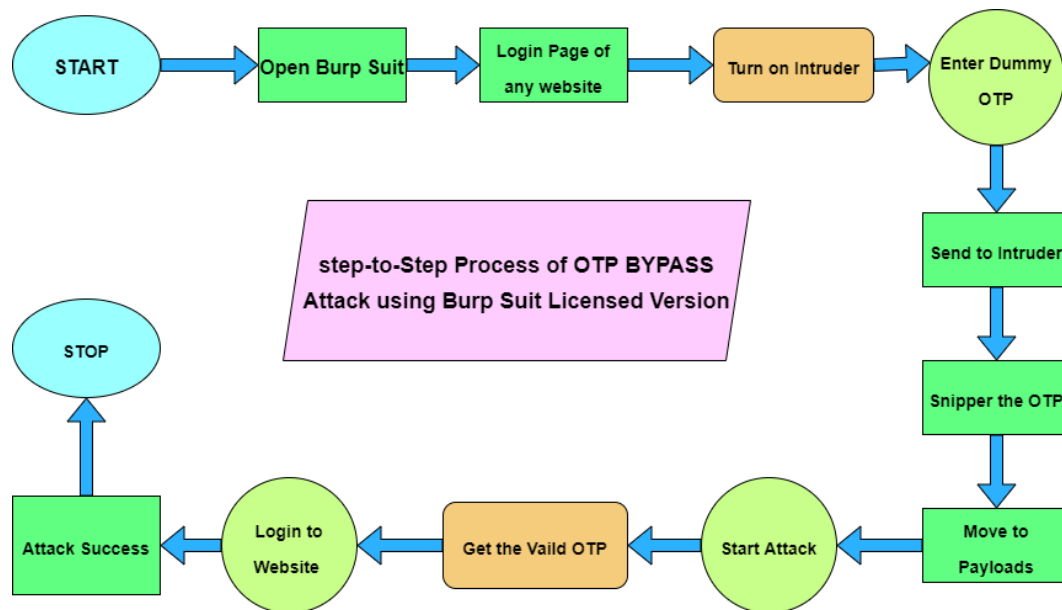 START
Open Burp Suit
Login Page of
any website
Turn on Intruder
Enter Dummy
OTP
Send to Intruder
Snipper the OTP
Move to
Payloads
Start Attack
Get the Vaild OTP
Login to
Website
Attack Success
STOP
step-to-Step Process of OTP BYPASS
Attack using Burp Suit Licensed Version